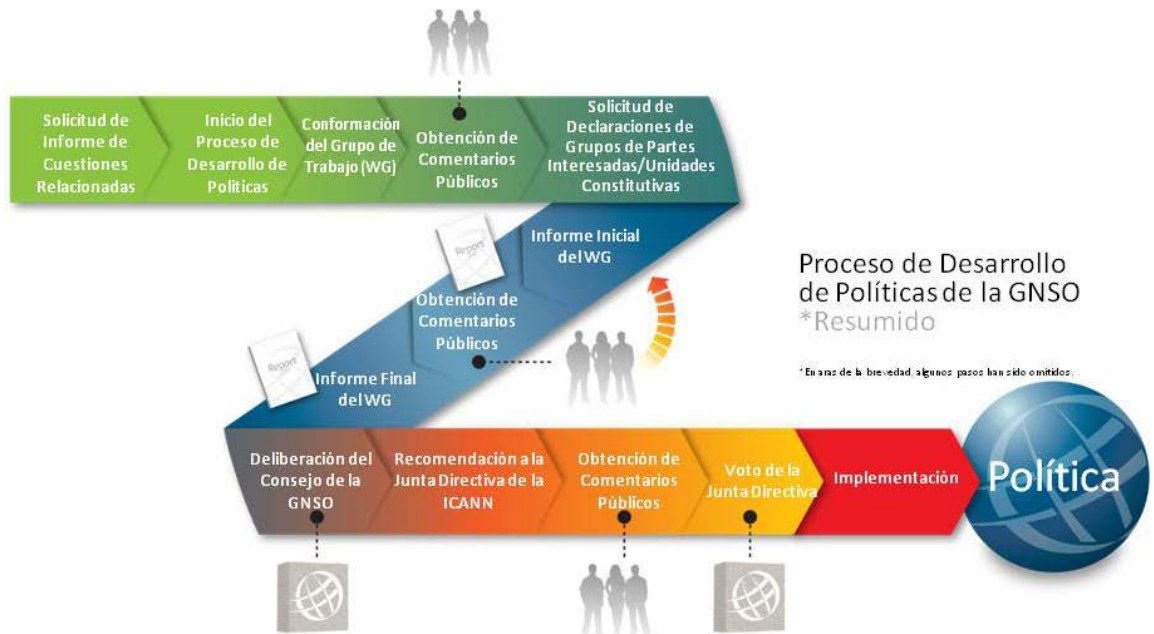 Solicitud de
Informe de
Cuestiones
Relacionadas
Inicio del
Proceso de
Desarrollo de
Políticas
Conformación
del Grupo de
Trabajo (WG)
Obtención de
Comentarios
Públicos
Solicitud de
Declaraciones de
Grupos de Partes
Interesadas/Unidades
Constitutivas
Report
Informe Inicial
del WG
Obtención de
Comentarios
Públicos
Report
Informe Final
del WG
Proceso de Desarrollo
de Políticas de la GNSO
*Resumido
*En aras de la brevedad, algunos pasos han sido omitidos.
Deliberación del
Consejo de la
GNSO
Recomendación a la
Junta Directiva de la
ICANN
Obtención de
Comentarios
Públicos
Voto de la
Junta Directiva
Implementación
Política